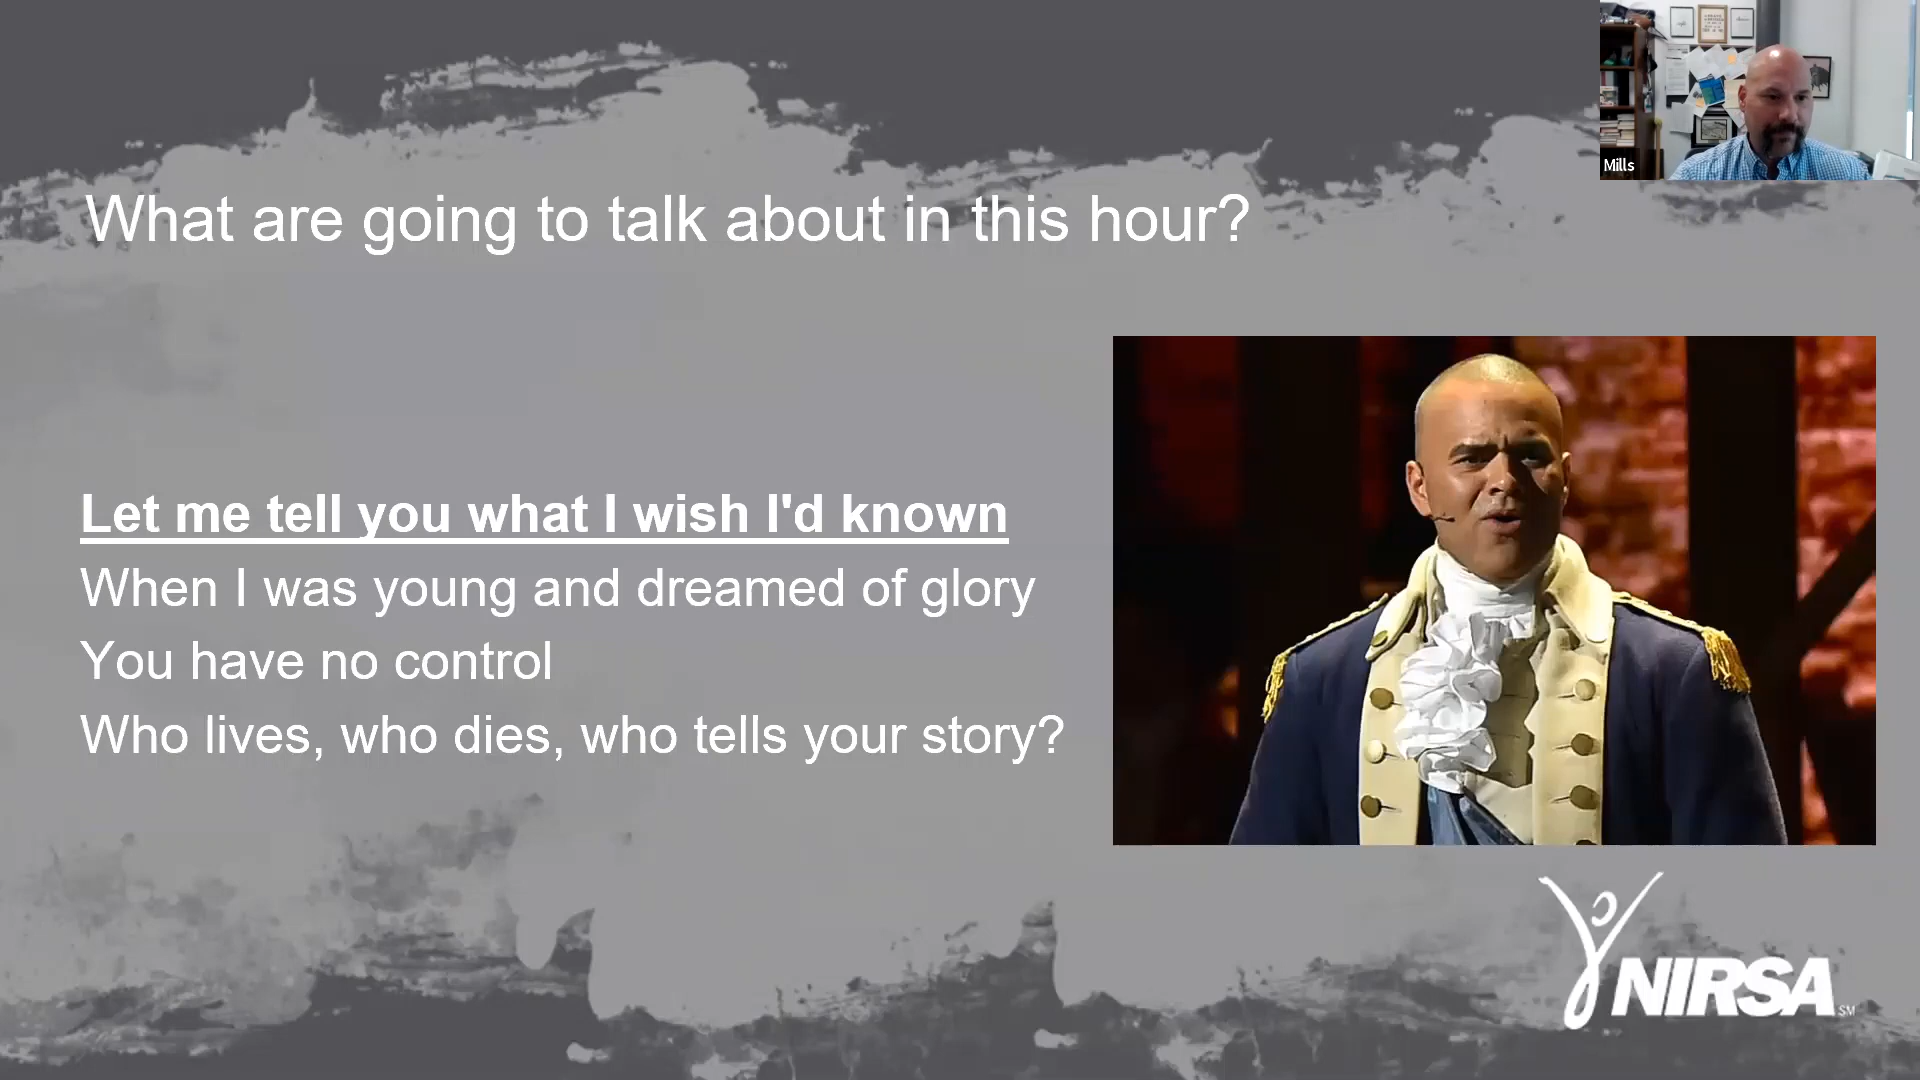 Mills
What are going to talk about in this hour?
Let me tell you what I wish I'd known
When I was young and dreamed of glory
You have no control
Who lives, who dies, who tells your story?
NIRSA SM